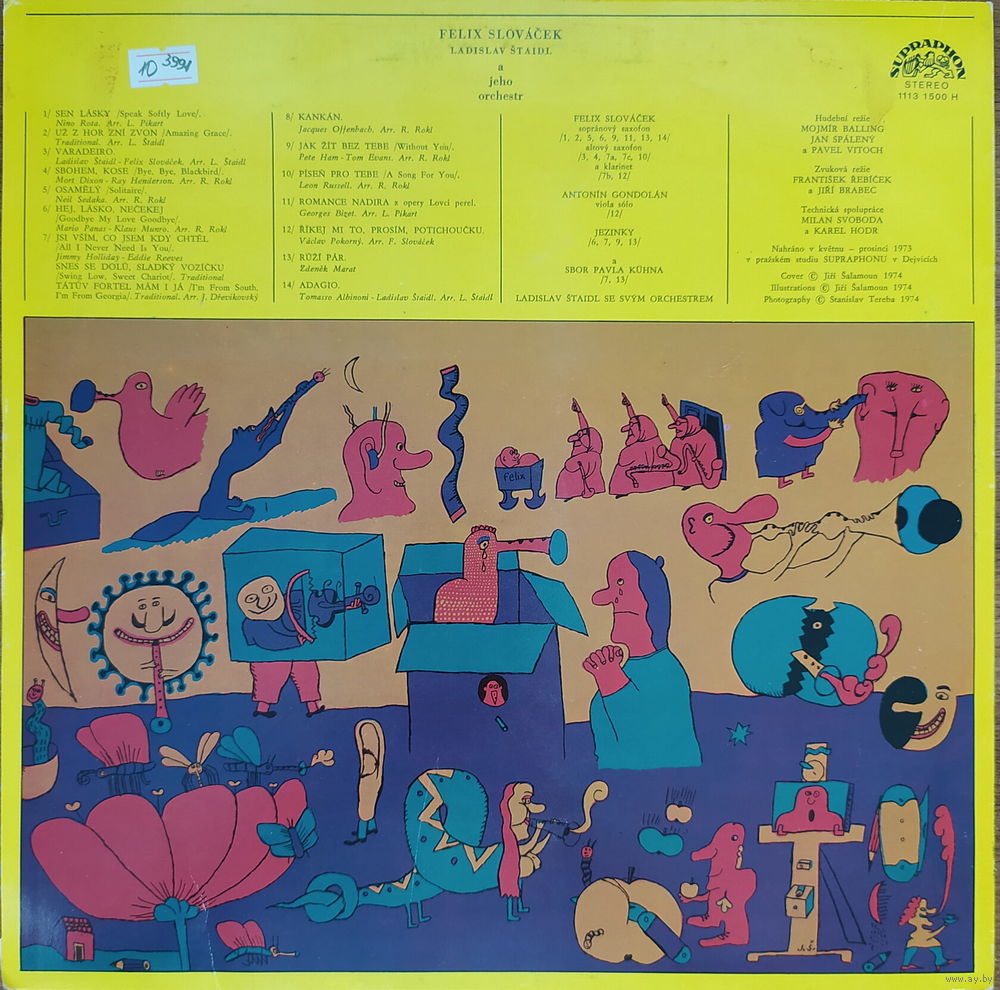 FELIX SLOVÁČEK
LADISLAV ŠTAIDL
a
jeho
orchestr
10 3991
SUPRAPHON
STEREO
1113 1500 H
1/ SEN LÁSKY /Speak Softly Love/.
Nino Rota. Arr. L. Pikart
2/ UŽ Z HOR ZNÍ ZVON /Amazing Grace/.
Traditional. Arr. L. Štaidl
3/ VARADEIRO.
Ladislav Štaidl - Felix Slováček. Arr. L. Štaidl
4/ SBOHEM, KOSE /Bye, Bye, Blackbird/.
Mort Dixon - Ray Henderson. Arr. R. Rokl
5/ OSAMĚLÝ /Solitaire/.
Neil Sedaka. Arr. R. Rokl
6/ HEJ, LÁSKO, NEČEKEJ
/Goodbye My Love Goodbye/.
Mario Panas - Klaus Munro. Arr. R. Rokl
7/ JSI VŠÍM, CO JSEM KDY CHTĚL
/All I Never Need Is You/.
Jimmy Holliday - Eddie Reeves
SNES SE DOLŮ, SLADKÝ VOZÍČKU
/Swing Low, Sweet Chariot/. Traditional
TÁTŮV FORTEL MÁM I JÁ /I'm From South,
I'm From Georgia/. Traditional. Arr. J. Dřevikovský
8/ KANKÁN.
Jacques Offenbach. Arr. R. Rokl
9/ JAK ŽÍT BEZ TEBE /Without You/.
Pete Ham - Tom Evans. Arr. R. Rokl
10/ PÍSEŇ PRO TEBE /A Song For You/.
Leon Russell. Arr. R. Rokl
11/ ROMANCE NADIRA z opery Lovci perel.
Georges Bizet. Arr. L. Pikart
12/ ŘÍKEJ MI TO, PROSÍM, POTICHOUČKU.
Václav Pokorný. Arr. F. Slováček
13/ RŮŽÍ PÁR.
Zdeněk Marat
14/ ADAGIO.
Tomasso Albinoni - Ladislav Štaidl. Arr. L. Štaidl
FELIX SLOVÁČEK
sopránový saxofon
/1, 2, 5, 6, 9, 11, 13, 14/
altový saxofon
/3, 4, 7a, 7c, 10/
a klarinet
/7b, 12/
ANTONÍN GONDOLÁN
viola sólo
/12/
JEZINKY
/6, 7, 9, 13/
a
SBOR PAVLA KÜHNA
/7, 13/
LADISLAV ŠTAIDL SE SVÝM ORCHESTREM
Hudební režie
MOJMÍR BALLING
JAN SPÁLENÝ
a PAVEL VITOCH
Zvuková režie
FRANTIŠEK ŘEBÍČEK
a JIŘÍ BRABEC
Technická spolupráce
MILAN SVOBODA
a KAREL HODR
Nahráno v květnu - prosinci 1973
v pražském studiu SUPRAPHONU v Dejvicích
Cover © Jiří Šalamoun 1974
Illustrations © Jiří Šalamoun 1974
Photography © Stanislav Tereba 1974
Felix
J.Š.
www.ay.by